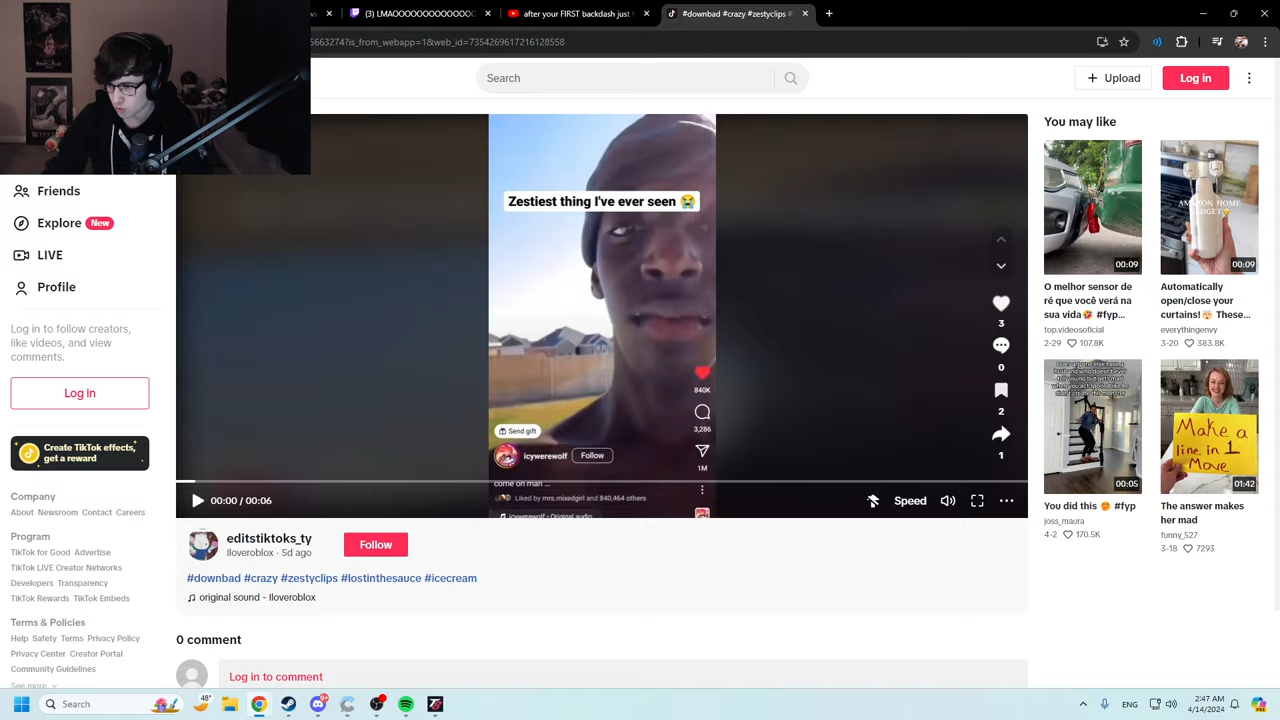 (3) LMAOOOOOOOOOOOOOOO
after your FIRST backdash just
#downbad #crazy #zestyclips #
5663274?is_from_webapp=1&web_id=7354269617216128558
Search
Upload
Log in
Friends
Explore New
LIVE
Profile
Log in to follow creators,
like videos, and view
comments.
Log in
Create TikTok effects,
get a reward
Company
About Newsroom Contact Careers
Program
TikTok for Good Advertise
TikTok LIVE Creator Networks
Developers Transparency
TikTok Rewards TikTok Embeds
Terms & Policies
Help Safety Terms Privacy Policy
Privacy Center Creator Portal
Community Guidelines
See more
Zestiest thing I've ever seen 😭
840K
3,286
1M
Send gift
icywerewolf Follow
come on man ...
Liked by mrs.mixedgirl and 840,464 others
icywerewolf • Original audio
3
0
2
1
00:00 / 00:06
Speed
editstiktoks_ty
Iloveroblox · 5d ago
Follow
#downbad #crazy #zestyclips #lostinthesauce #icecream
original sound - Iloveroblox
0 comment
Log in to comment
You may like
00:09
O melhor sensor de
ré que você verá na
sua vida🤣 #fyp...
top.videosoficial
2-29 107.8K
AMAZON HOME
GADGET
00:09
Automatically
open/close your
curtains!🤯 These...
everythingenvy
3-20 383.8K
00:05
You did this #fyp
joss_maura
4-2 170.5K
Make a
line in 1
Move
01:42
The answer makes
her mad
funny_527
3-18 7293
Search
48°
9+
ENG
2:47 AM
4/14/2024